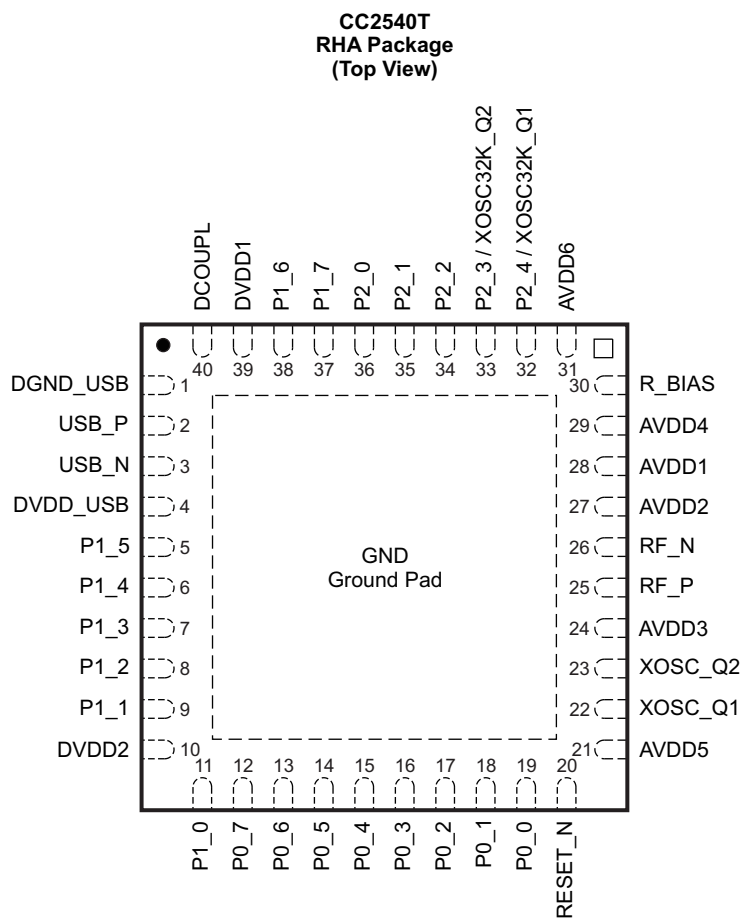 CC2540T
RHA Package
(Top View)
DCOUPL
DVDD1
P1_6
P1_7
P2_0
P2_1
P2_2
P2_3 / XOSC32K_Q2
P2_4 / XOSC32K_Q1
AVDD6
40 39 38 37 36 35 34 33 32 31
DGND_USB 1
USB_P 2
USB_N 3
DVDD_USB 4
P1_5 5
P1_4 6
P1_3 7
P1_2 8
P1_1 9
DVDD2 10
GND
Ground Pad
30 R_BIAS
29 AVDD4
28 AVDD1
27 AVDD2
26 RF_N
25 RF_P
24 AVDD3
23 XOSC_Q2
22 XOSC_Q1
21 AVDD5
11 12 13 14 15 16 17 18 19 20
P1_0
P0_7
P0_6
P0_5
P0_4
P0_3
P0_2
P0_1
P0_0
RESET_N